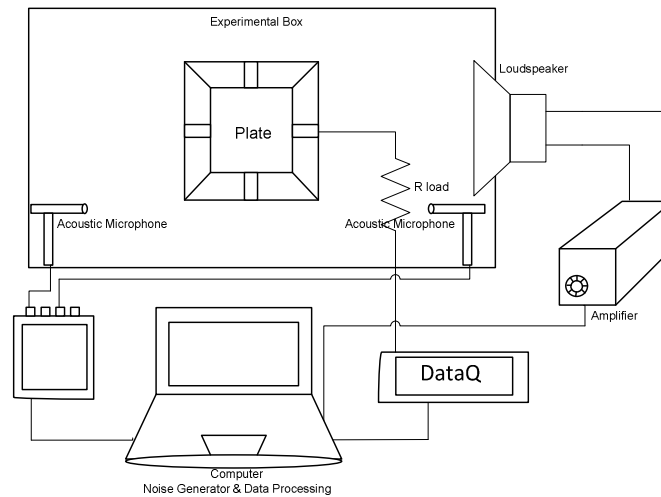 Experimental Box
Loudspeaker
Plate
R load
Acoustic Microphone
Acoustic Microphone
Amplifier
DataQ
Computer
Noise Generator & Data Processing